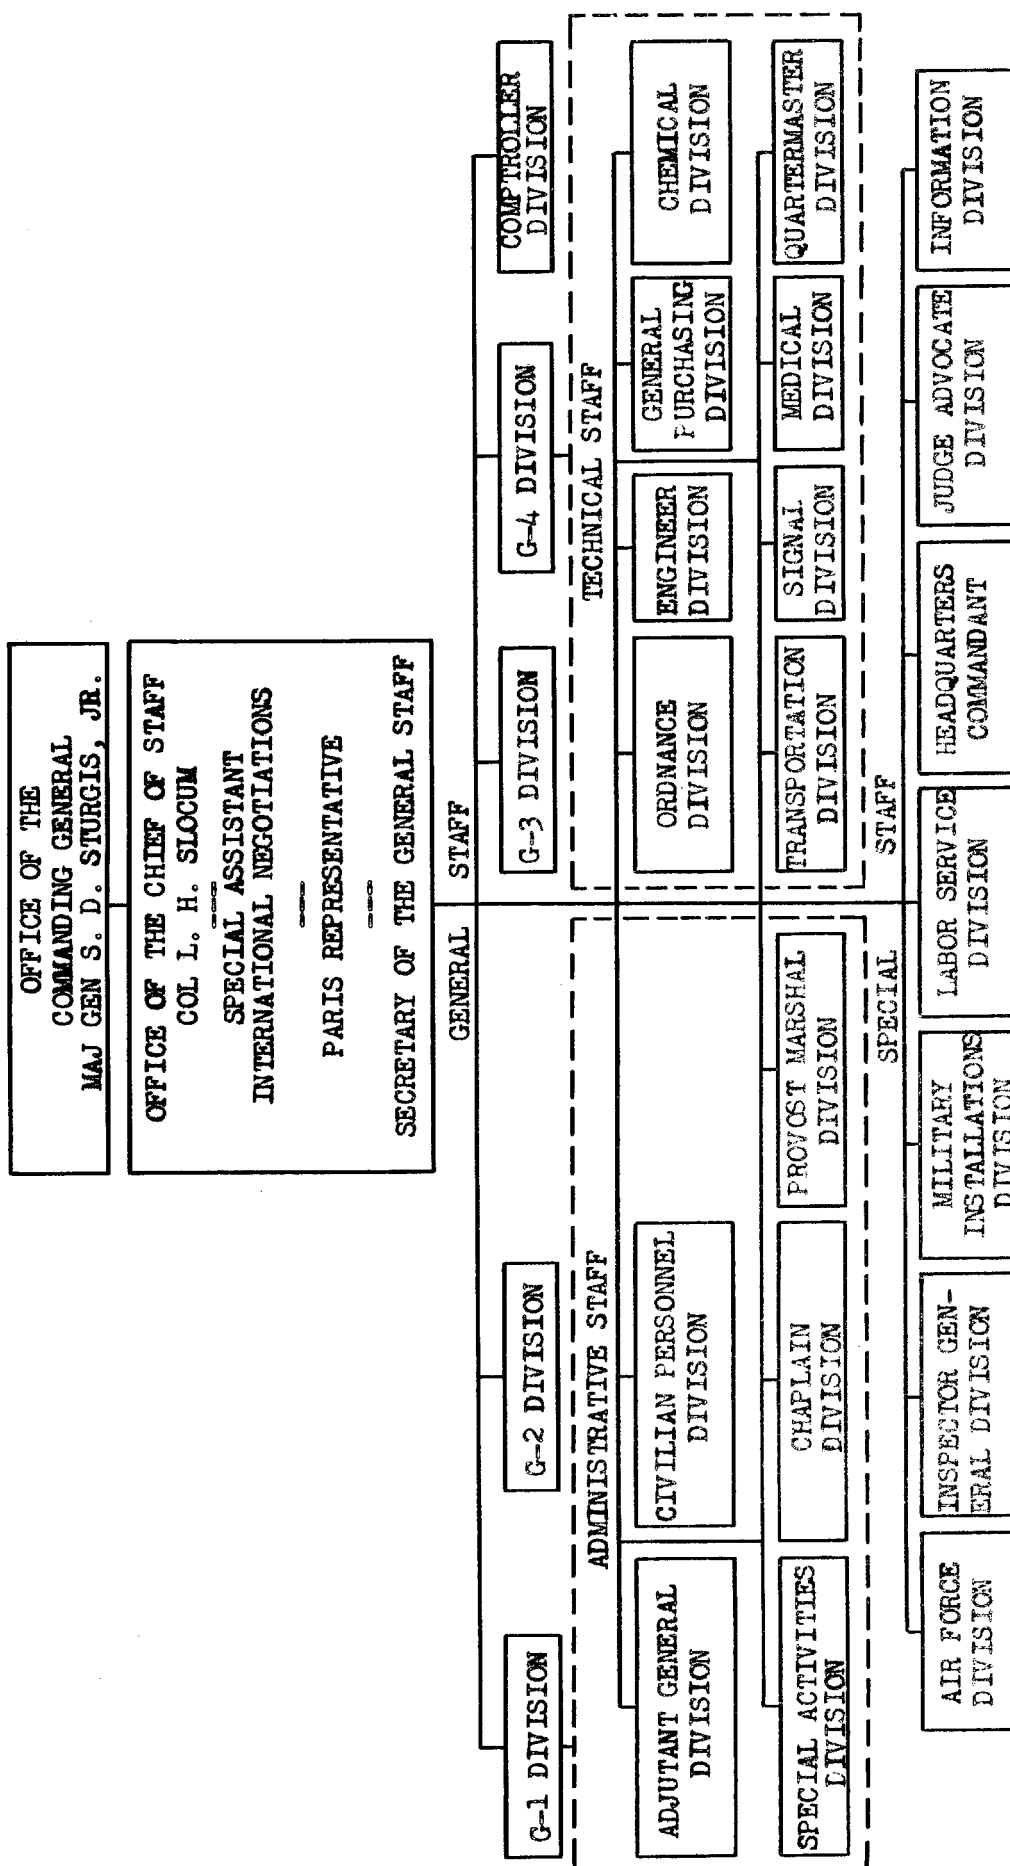 OFFICE OF THE
COMMANDING GENERAL
MAJ GEN S. D. STURGIS, JR.
OFFICE OF THE CHIEF OF STAFF
COL L. H. SLOCUM
SPECIAL ASSISTANT
INTERNATIONAL NEGOTIATIONS
PARIS REPRESENTATIVE
SECRETARY OF THE GENERAL STAFF
GENERAL STAFF
G-1 DIVISION
G-2 DIVISION
G-3 DIVISION
G-4 DIVISION
COMPTROLLER
DIVISION
ADMINISTRATIVE STAFF
ADJUTANT GENERAL
DIVISION
CIVILIAN PERSONNEL
DIVISION
SPECIAL ACTIVITIES
DIVISION
CHAPLAIN
DIVISION
PROVOST MARSHAL
DIVISION
TECHNICAL STAFF
ORDNANCE
DIVISION
ENGINEER
DIVISION
GENERAL
PURCHASING
DIVISION
CHEMICAL
DIVISION
TRANSPORTATION
DIVISION
SIGNAL
DIVISION
MEDICAL
DIVISION
QUARTERMASTER
DIVISION
SPECIAL STAFF
AIR FORCE
DIVISION
INSPECTOR GEN-
ERAL DIVISION
MILITARY
INSTALLATIONS
DIVISION
LABOR SERVICE
DIVISION
HEADQUARTERS
COMMANDANT
JUDGE ADVOCATE
DIVISION
INFORMATION
DIVISION